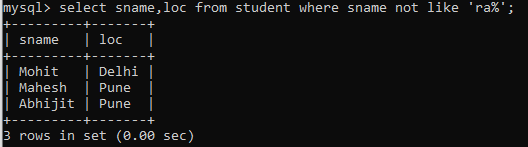 mysql> select sname,loc from student where sname not like 'ra%';
+---------+-------+
| sname   | loc   |
+---------+-------+
| Mohit   | Delhi |
| Mahesh  | Pune  |
| Abhijit | Pune  |
+---------+-------+
3 rows in set (0.00 sec)